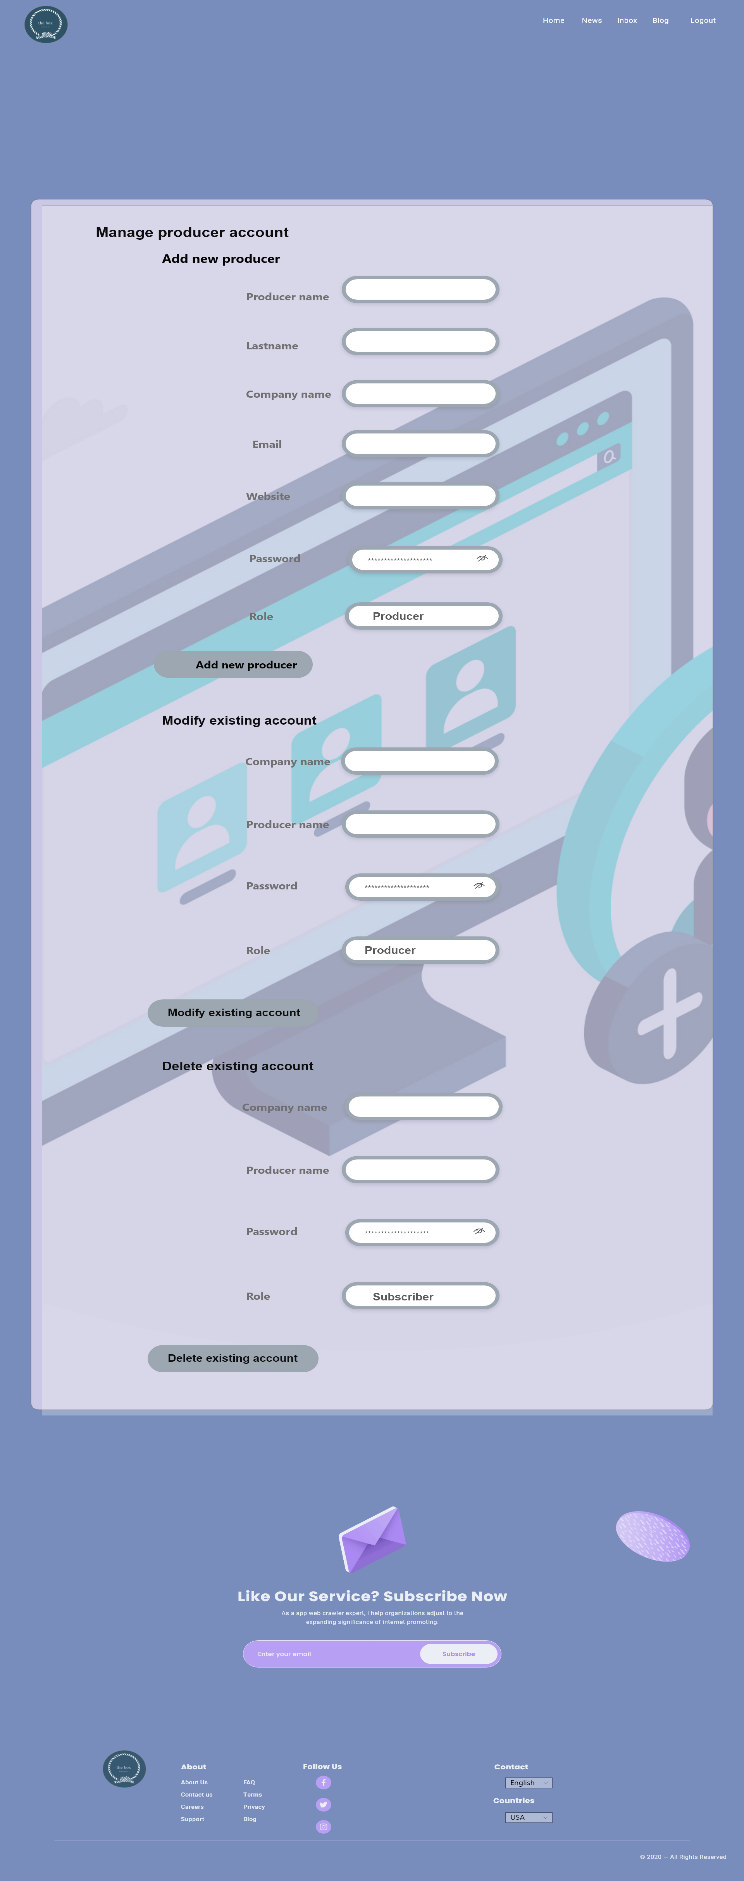 Home News Inbox Blog Logout
Manage producer account
Add new producer
Producer name
Lastname
Company name
Email
Website
Password ********************
Role Producer
Add new producer
Modify existing account
Company name
Producer name
Password ********************
Role Producer
Modify existing account
Delete existing account
Company name
Producer name
Password ********************
Role Subscriber
Delete existing account
Like Our Service? Subscribe Now
As a app web crawler expert, I help organizations adjust to the
expanding significance of internet promoting.
Enter your email Subscribe
About Follow Us Contact
About Us FAQ English
Contact us Terms
Careers Privacy Countries
Support Blog USA
© 2020 — All Rights Reserved